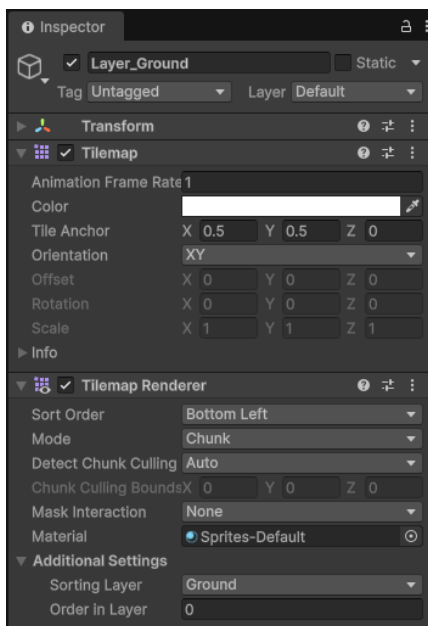 Inspector
Layer_Ground Static
Tag Untagged Layer Default
Transform
Tilemap
Animation Frame Rate 1
Color
Tile Anchor X 0.5 Y 0.5 Z 0
Orientation XY
Offset X 0 Y 0 Z 0
Rotation X 0 Y 0 Z 0
Scale X 1 Y 1 Z 1
Info
Tilemap Renderer
Sort Order Bottom Left
Mode Chunk
Detect Chunk Culling Auto
Chunk Culling Bounds X 0 Y 0 Z 0
Mask Interaction None
Material Sprites-Default
Additional Settings
Sorting Layer Ground
Order in Layer 0